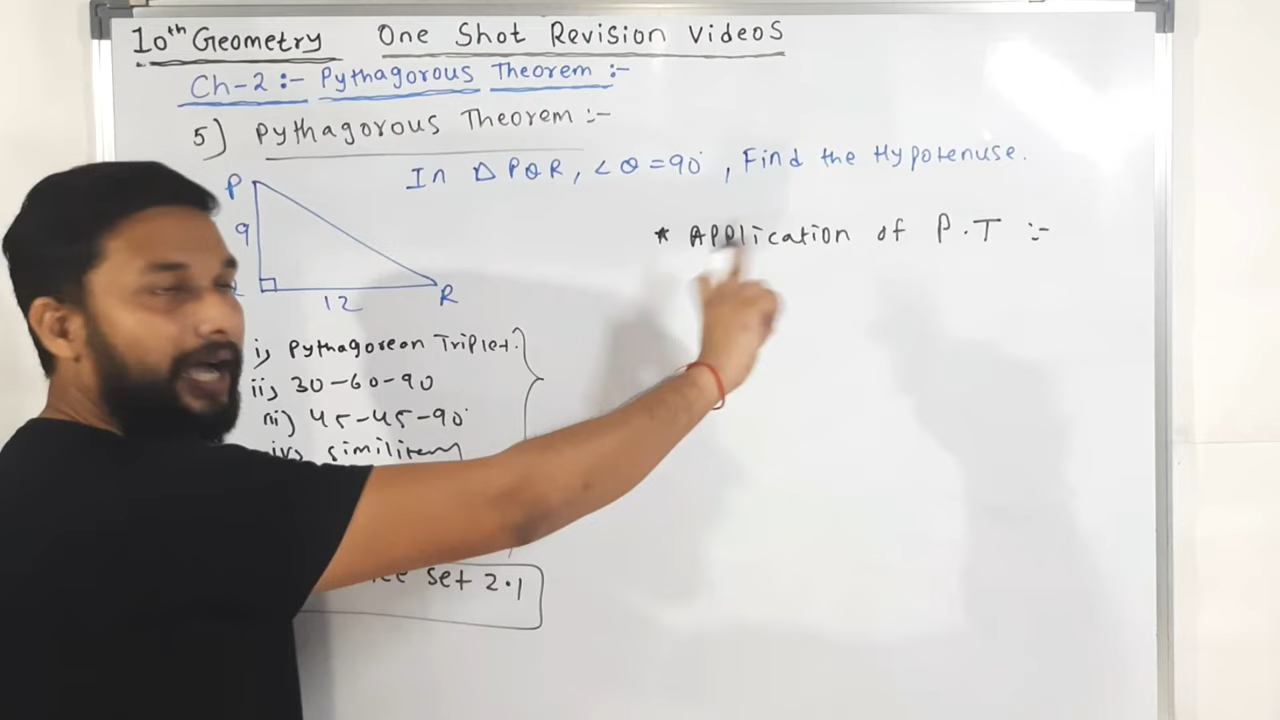 10th Geometry One Shot Revision Videos
Ch-2 :- Pythagorous Theorem :-
5) Pythagorous Theorem :-
In Δ PQR, ∠Q = 90°, Find the Hypotenuse.
P
9
12
R
* Application of P.T :-
i) Pythagorean Triplet.
ii) 30-60-90
iii) 45-45-90°
iv)
set 2.1